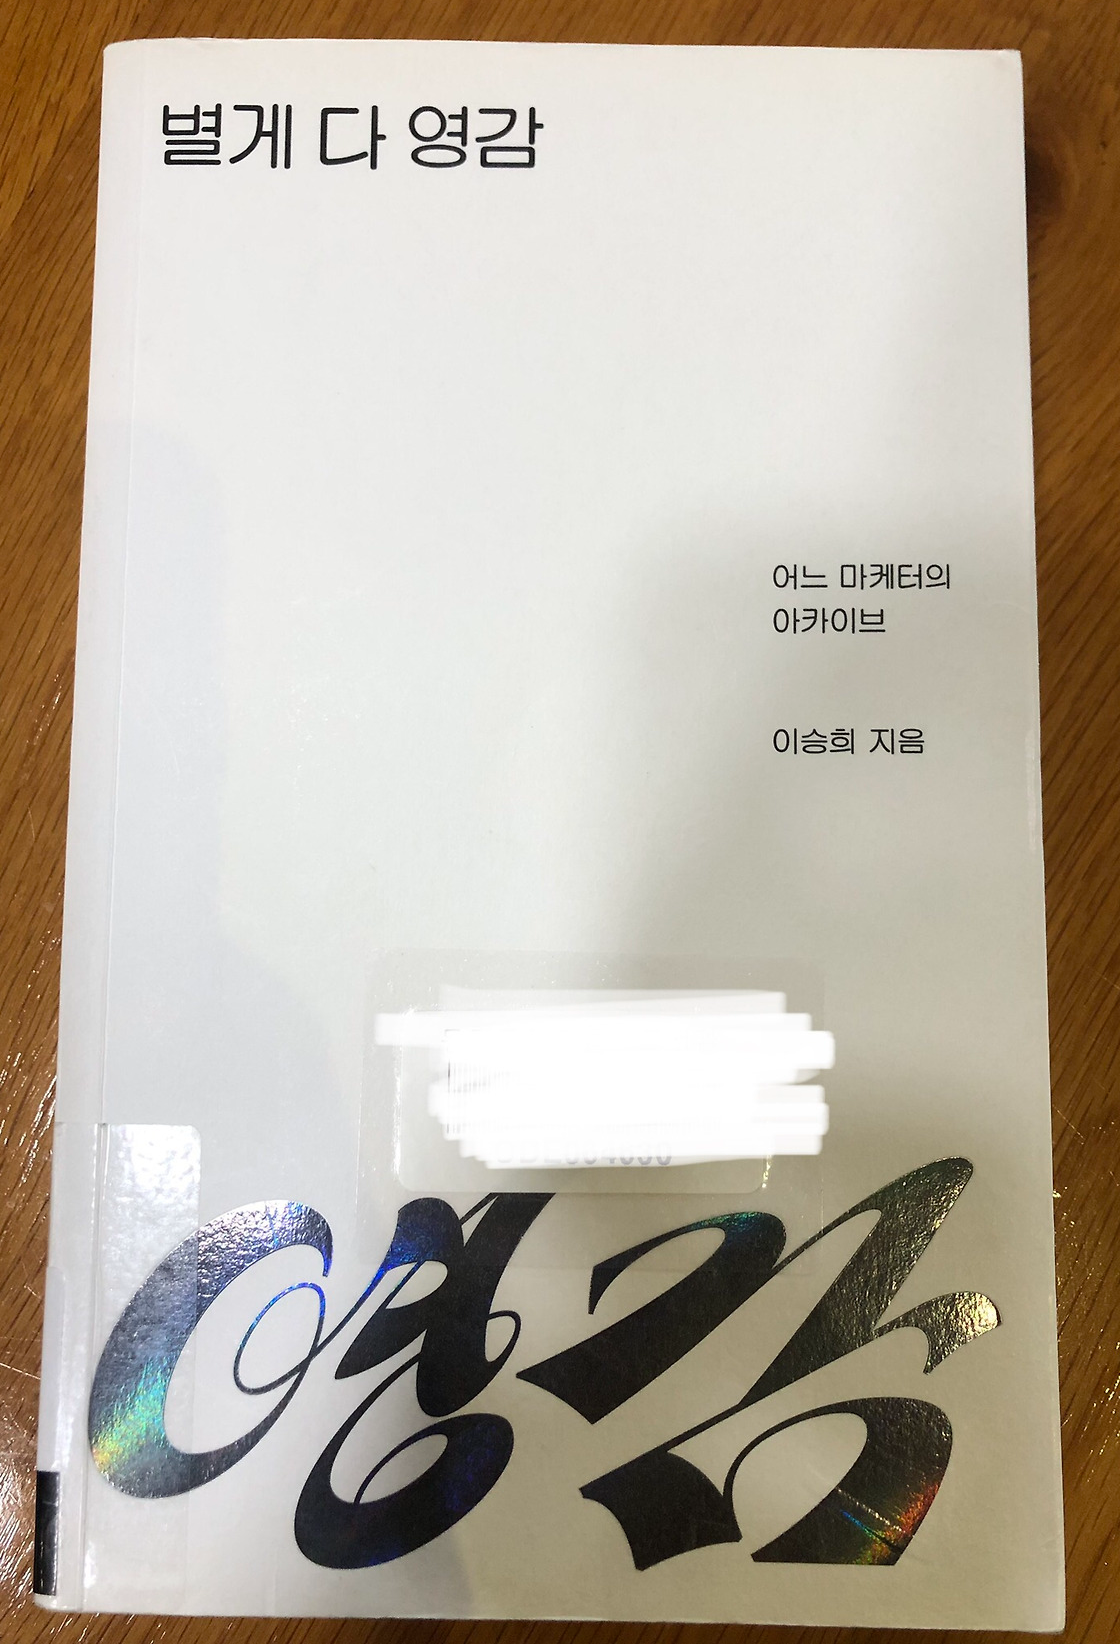 별게 다 영감
어느 마케터의
아카이브
이승희 지음
영감